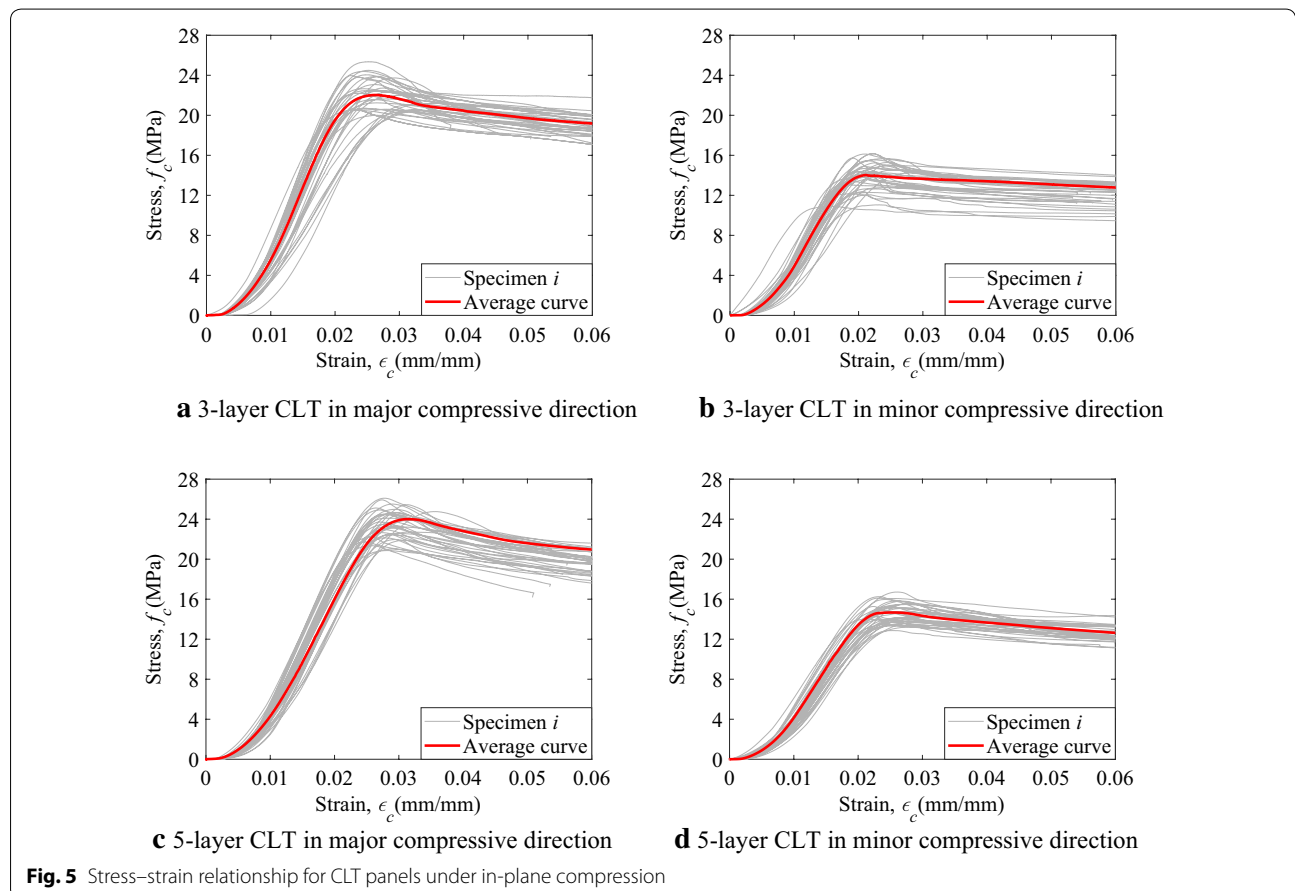 28
24
20
16
12
8
4
0
Stress, f_c (MPa)
Specimen i
Average curve
0 0.01 0.02 0.03 0.04 0.05 0.06
Strain, ϵ_c (mm/mm)
a 3-layer CLT in major compressive direction
28
24
20
16
12
8
4
0
Stress, f_c (MPa)
Specimen i
Average curve
0 0.01 0.02 0.03 0.04 0.05 0.06
Strain, ϵ_c (mm/mm)
b 3-layer CLT in minor compressive direction
28
24
20
16
12
8
4
0
Stress, f_c (MPa)
Specimen i
Average curve
0 0.01 0.02 0.03 0.04 0.05 0.06
Strain, ϵ_c (mm/mm)
c 5-layer CLT in major compressive direction
28
24
20
16
12
8
4
0
Stress, f_c (MPa)
Specimen i
Average curve
0 0.01 0.02 0.03 0.04 0.05 0.06
Strain, ϵ_c (mm/mm)
d 5-layer CLT in minor compressive direction
Fig. 5 Stress–strain relationship for CLT panels under in-plane compression